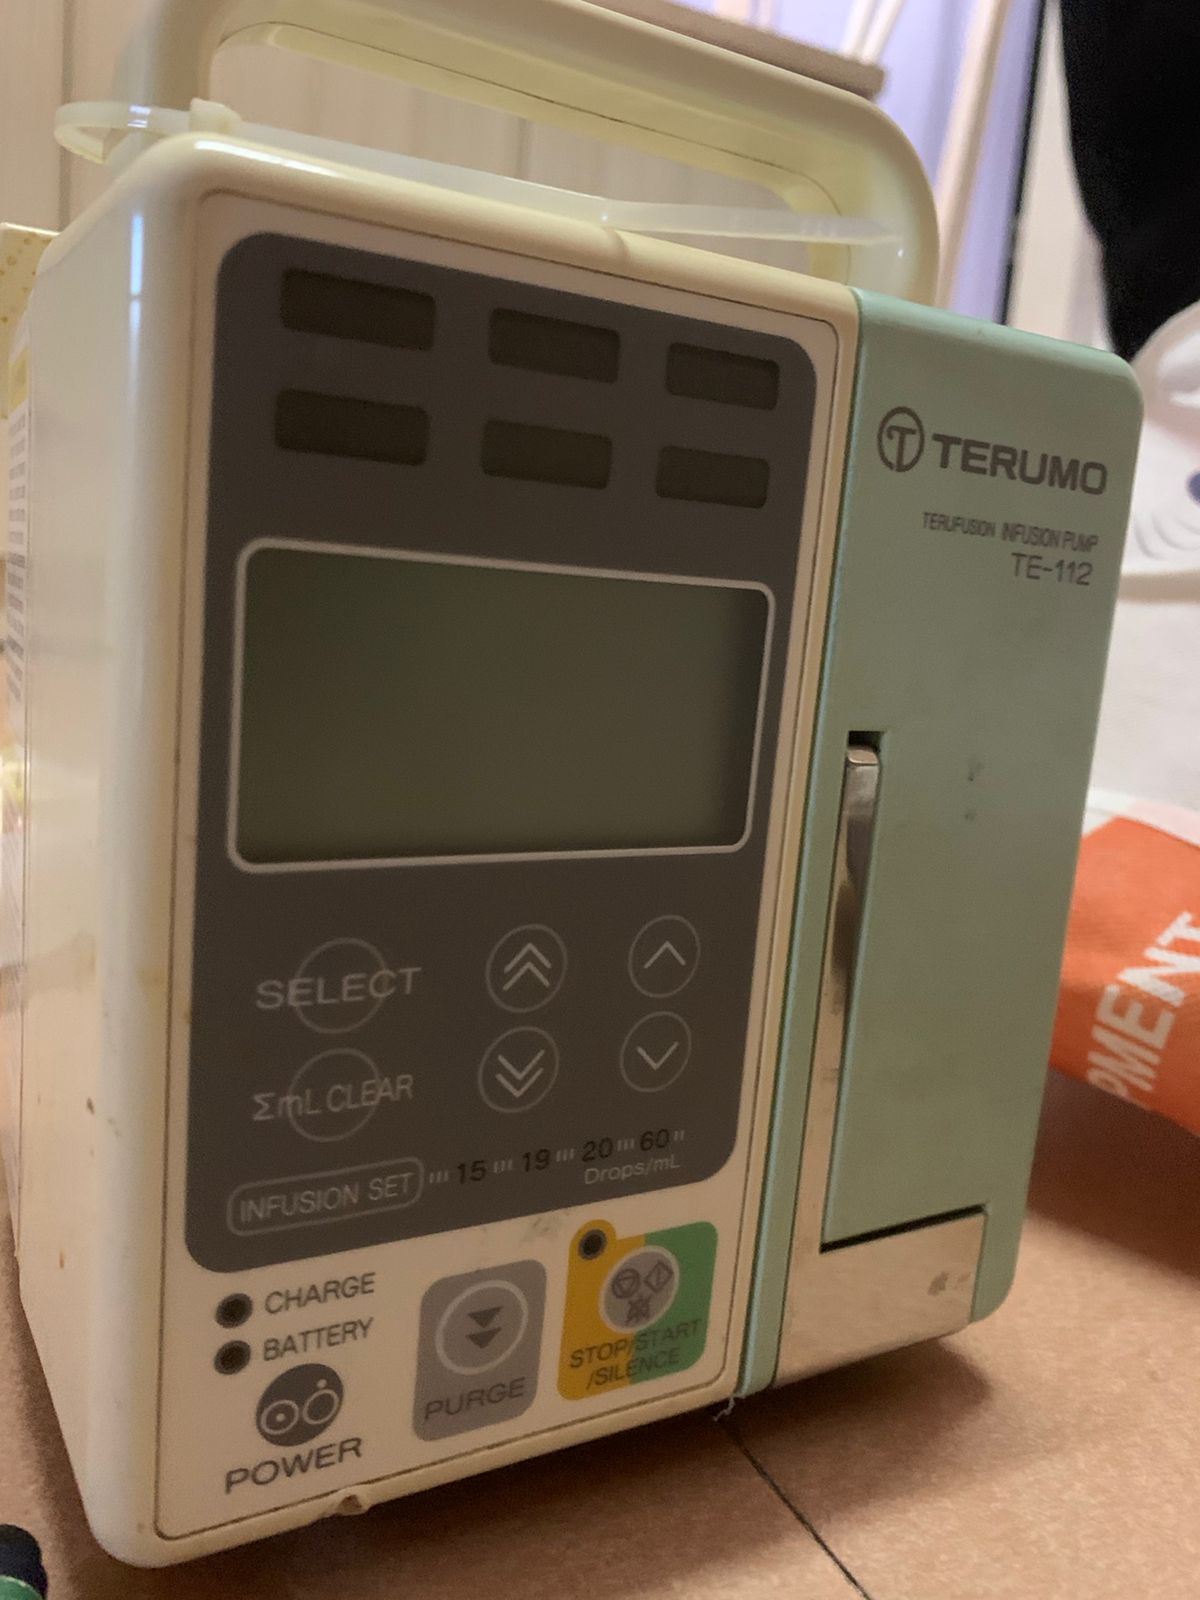 TERUMO
TERUFUSION INFUSION PUMP
TE-112
SELECT
ΣmL CLEAR
INFUSION SET 15 19 20 60
Drops/mL
CHARGE
BATTERY
POWER
PURGE
STOP/START
/SILENCE
PMENT